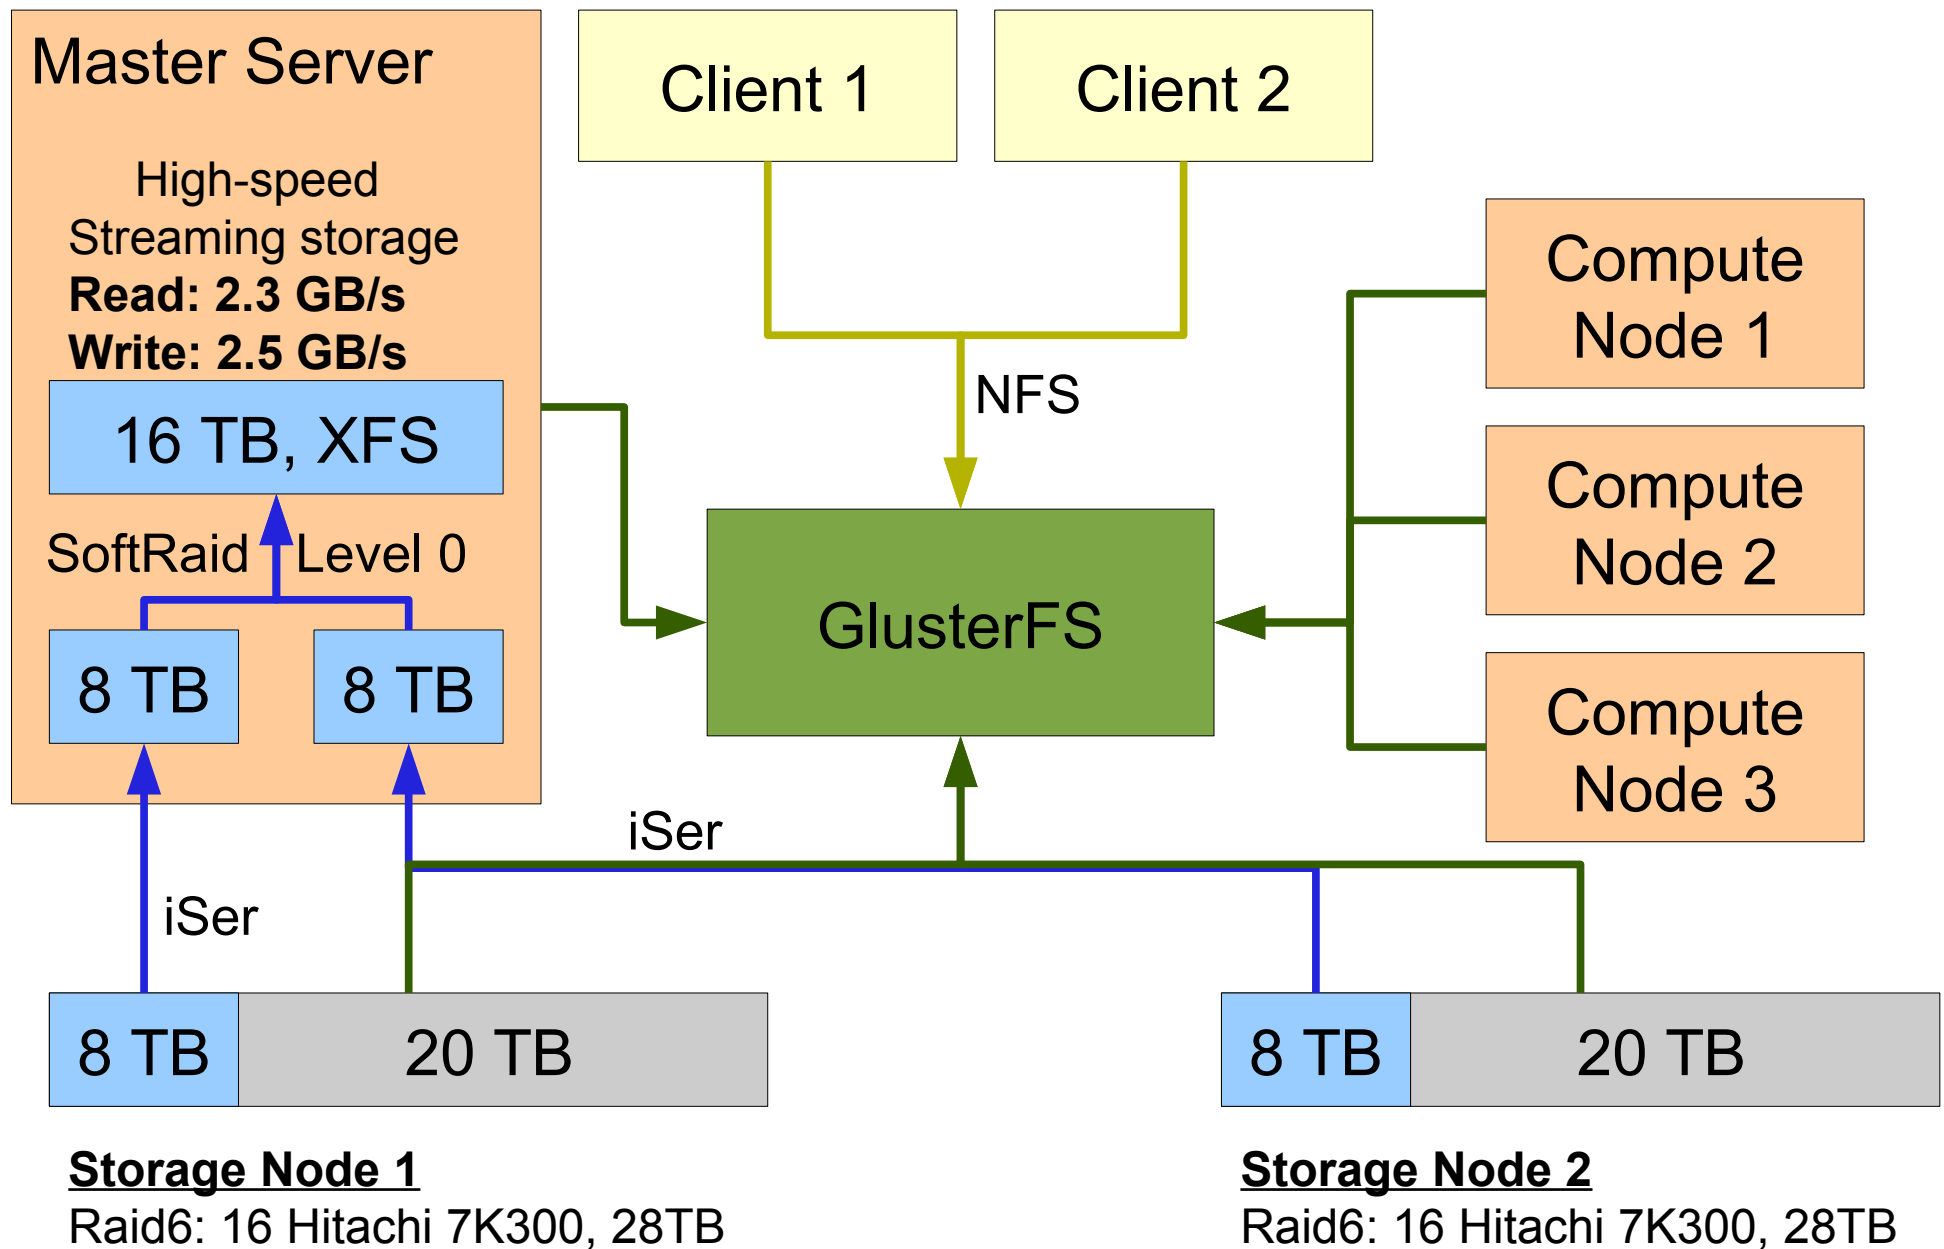 Master Server
High-speed
Streaming storage
Read: 2.3 GB/s
Write: 2.5 GB/s
16 TB, XFS
SoftRaid Level 0
8 TB 8 TB
Client 1 Client 2
NFS
GlusterFS
Compute
Node 1
Compute
Node 2
Compute
Node 3
iSer
iSer
8 TB 20 TB
8 TB 20 TB
Storage Node 1
Raid6: 16 Hitachi 7K300, 28TB
Storage Node 2
Raid6: 16 Hitachi 7K300, 28TB